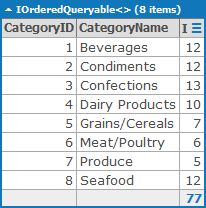 IOrderedQueryable<> (8 items)
CategoryID CategoryName I
1 Beverages 12
2 Condiments 12
3 Confections 13
4 Dairy Products 10
5 Grains/Cereals 7
6 Meat/Poultry 6
7 Produce 5
8 Seafood 12
77